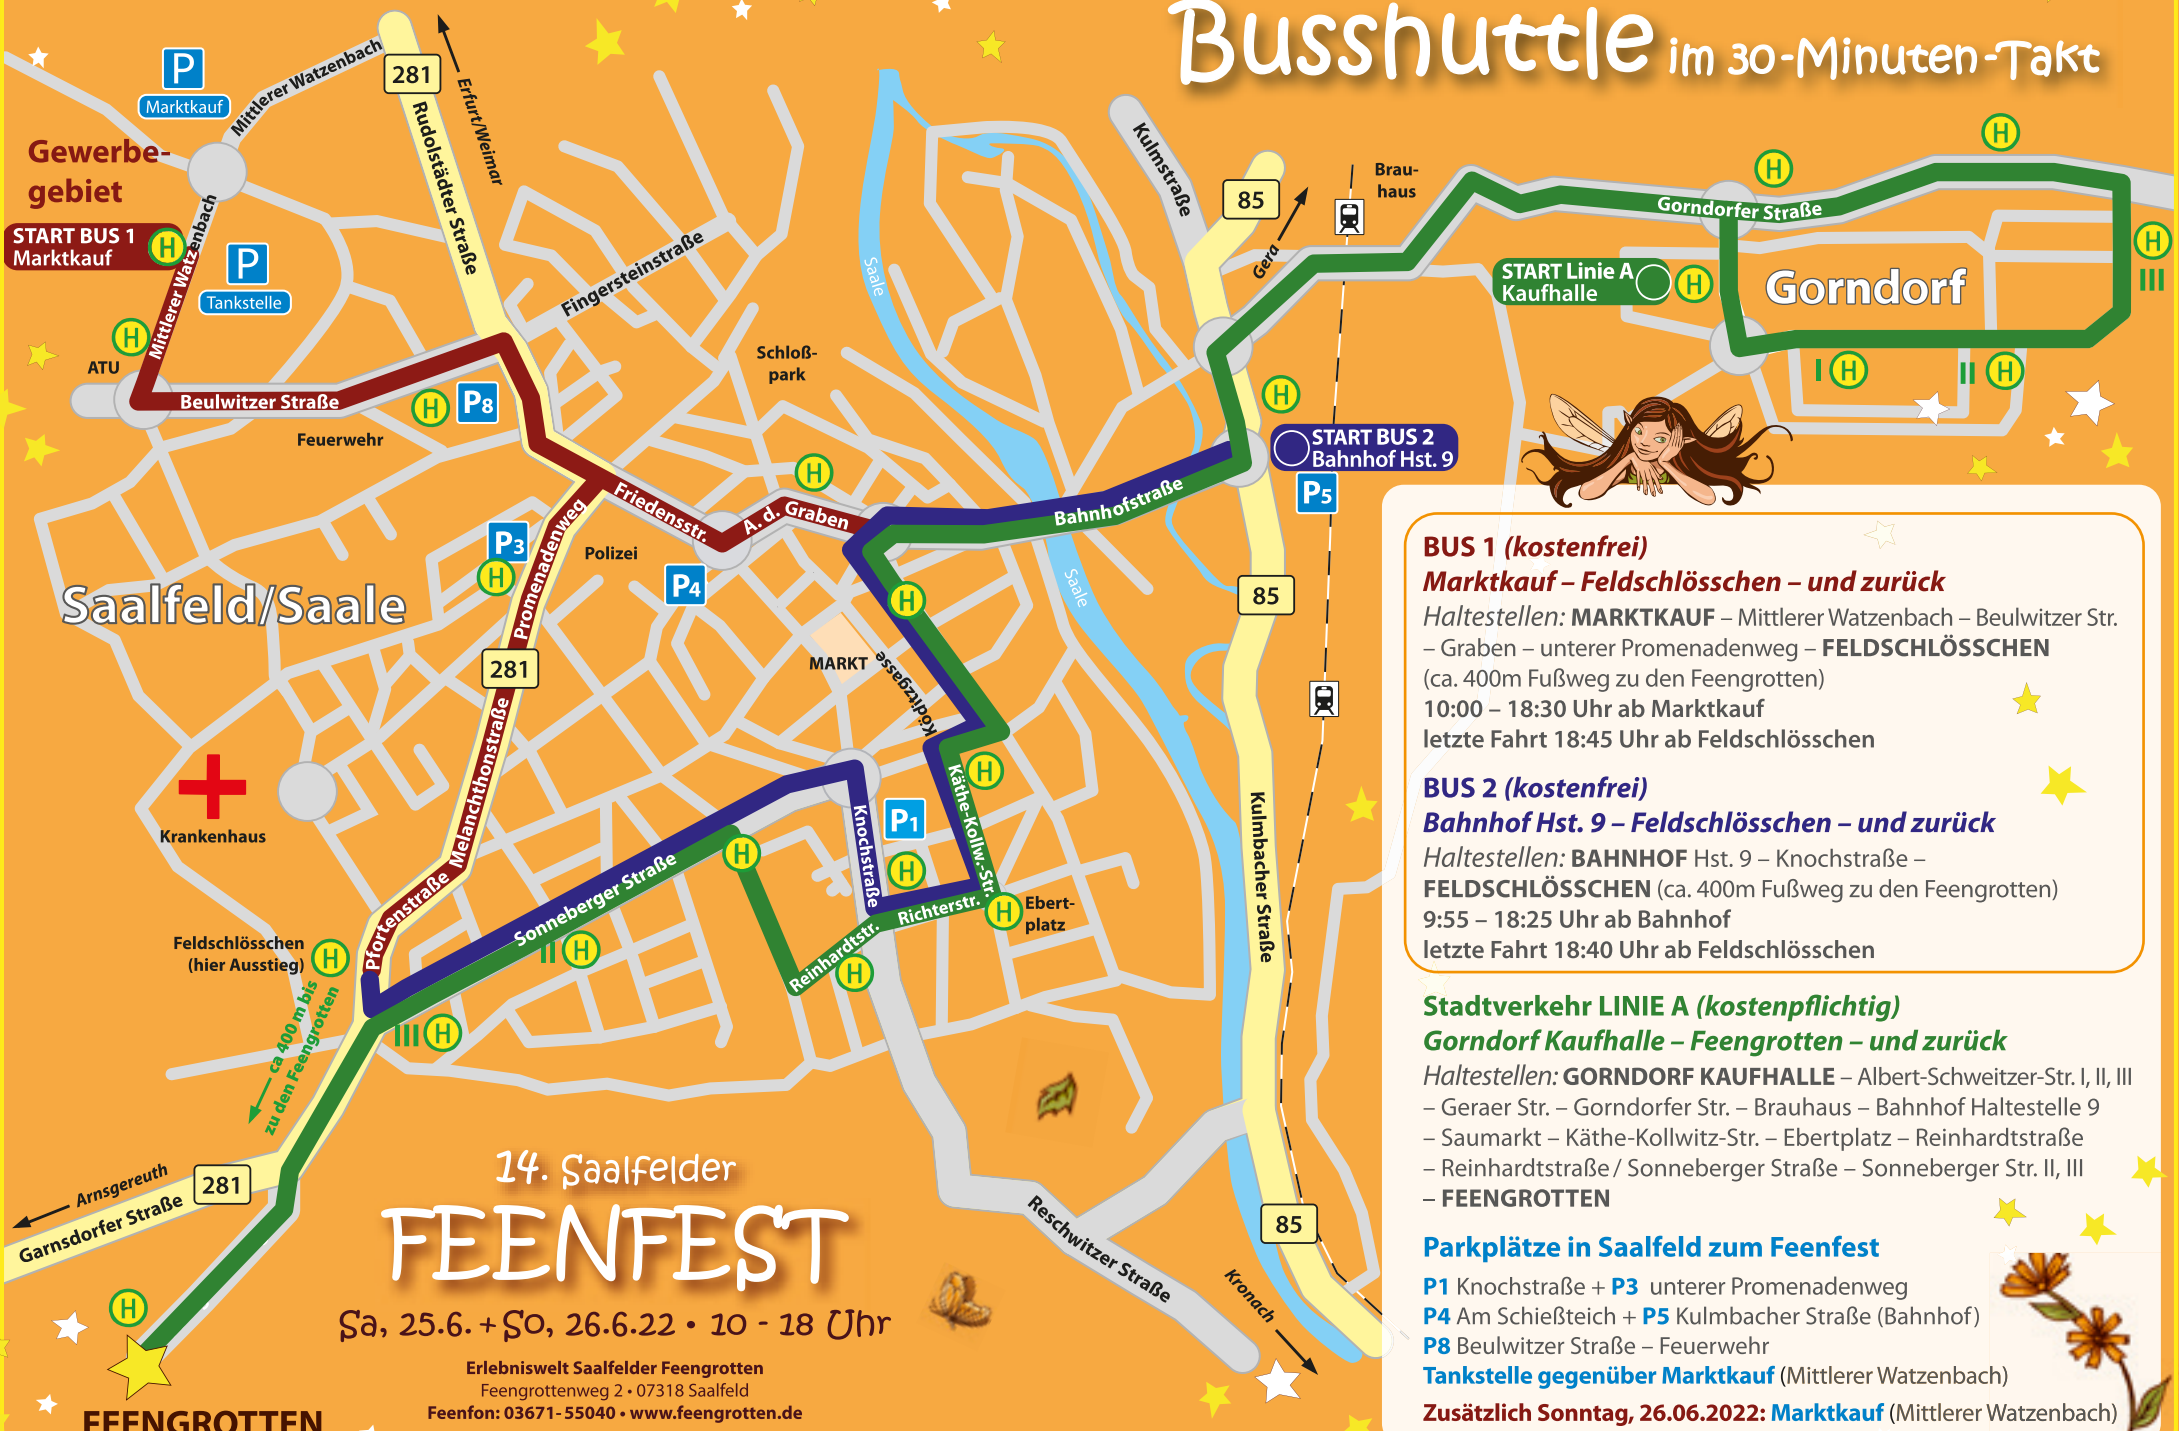 Busshuttle im 30-Minuten-Takt
P
Marktkauf
Mittlerer Watzenbach
281
Erfurt/Weimar
Rudolstädter Straße
Gewerbe-
gebiet
START BUS 1
Marktkauf
H
Mittlerer Watzenbach
P
Tankstelle
H
ATU
Beulwitzer Straße
Feuerwehr
H
P8
Fingersteinstraße
Schloß-
park
Saale
Kulmstraße
85
Gera
Brau-
haus
Gorndorfer Straße
H
H
H
III
START Linie A
Kaufhalle
H
Gorndorf
I H
II H
H
START BUS 2
Bahnhof Hst. 9
P5
Friedensstr.
A. d. Graben
H
Bahnhofstraße
P3
H
Promenadenweg
Polizei
P4
Saalfeld/Saale
281
H
MARKT
Köditzgasse
Saale
85
Krankenhaus
Melanchthonstraße
Pfortenstraße
Knochstraße
P1
H
Käthe-Kollw.-Str.
H
Richterstr.
H
Ebert-
platz
Reinhardtstr.
H
H
Sonneberger Straße
II H
III H
Feldschlösschen
(hier Ausstieg)
H
ca 400 m bis
zu den Feengrotten
Kulmbacher Straße
Arnsgereuth
Garnsdorfer Straße
281
H
FEENGROTTEN
Reschwitzer Straße
Kronach
85
14. Saalfelder
FEENFEST
Sa, 25.6. + So, 26.6.22 • 10 - 18 Uhr
Erlebniswelt Saalfelder Feengrotten
Feengrottenweg 2 • 07318 Saalfeld
Feenfon: 03671-55040 • www.feengrotten.de
BUS 1 (kostenfrei)
Marktkauf – Feldschlösschen – und zurück
Haltestellen: MARKTKAUF – Mittlerer Watzenbach – Beulwitzer Str.
– Graben – unterer Promenadenweg – FELDSCHLÖSSCHEN
(ca. 400m Fußweg zu den Feengrotten)
10:00 – 18:30 Uhr ab Marktkauf
letzte Fahrt 18:45 Uhr ab Feldschlösschen
BUS 2 (kostenfrei)
Bahnhof Hst. 9 – Feldschlösschen – und zurück
Haltestellen: BAHNHOF Hst. 9 – Knochstraße –
FELDSCHLÖSSCHEN (ca. 400m Fußweg zu den Feengrotten)
9:55 – 18:25 Uhr ab Bahnhof
letzte Fahrt 18:40 Uhr ab Feldschlösschen
Stadtverkehr LINIE A (kostenpflichtig)
Gorndorf Kaufhalle – Feengrotten – und zurück
Haltestellen: GORNDORF KAUFHALLE – Albert-Schweitzer-Str. I, II, III
– Geraer Str. – Gorndorfer Str. – Brauhaus – Bahnhof Haltestelle 9
– Saumarkt – Käthe-Kollwitz-Str. – Ebertplatz – Reinhardtstraße
– Reinhardtstraße / Sonneberger Straße – Sonneberger Str. II, III
– FEENGROTTEN
Parkplätze in Saalfeld zum Feenfest
P1 Knochstraße + P3 unterer Promenadenweg
P4 Am Schießteich + P5 Kulmbacher Straße (Bahnhof)
P8 Beulwitzer Straße – Feuerwehr
Tankstelle gegenüber Marktkauf (Mittlerer Watzenbach)
Zusätzlich Sonntag, 26.06.2022: Marktkauf (Mittlerer Watzenbach)